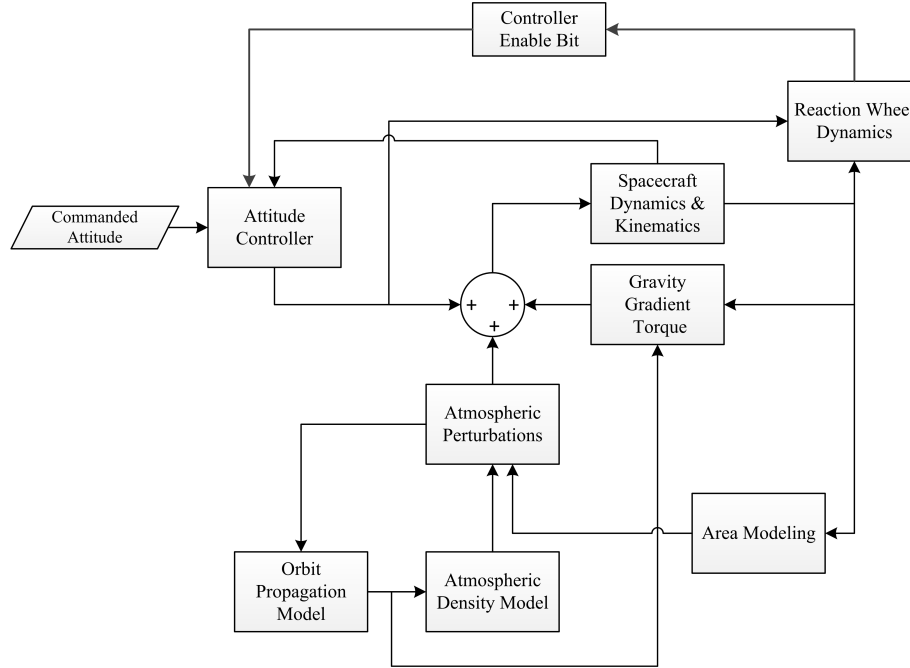 Controller
Enable Bit
Reaction Whee
Dynamics
Spacecraft
Dynamics &
Kinematics
Commanded
Attitude
Attitude
Controller
Gravity
Gradient
Torque
+ +
+
Atmospheric
Perturbations
Area Modeling
Orbit
Propagation
Model
Atmospheric
Density Model